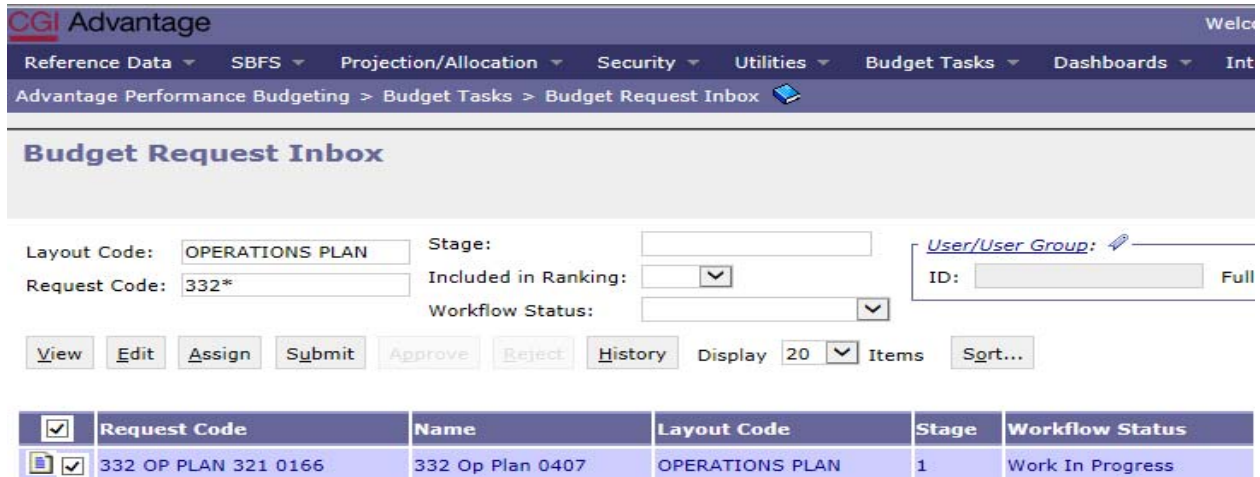 CGI Advantage
Welco
Reference Data SBFS Projection/Allocation Security Utilities Budget Tasks Dashboards Int
Advantage Performance Budgeting > Budget Tasks > Budget Request Inbox
Budget Request Inbox
Layout Code: OPERATIONS PLAN Stage: User/User Group:
Request Code: 332* Included in Ranking: ID: Full
Workflow Status:
View Edit Assign Submit Approve Reject History Display 20 Items Sort...
Request Code Name Layout Code Stage Workflow Status
332 OP PLAN 321 0166 332 Op Plan 0407 OPERATIONS PLAN 1 Work In Progress